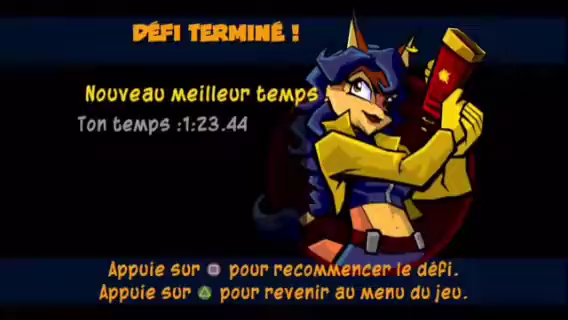 DÉFI TERMINÉ !
Nouveau meilleur temps
Ton temps :1:23.44
Appuie sur □ pour recommencer le défi.
Appuie sur △ pour revenir au menu du jeu.